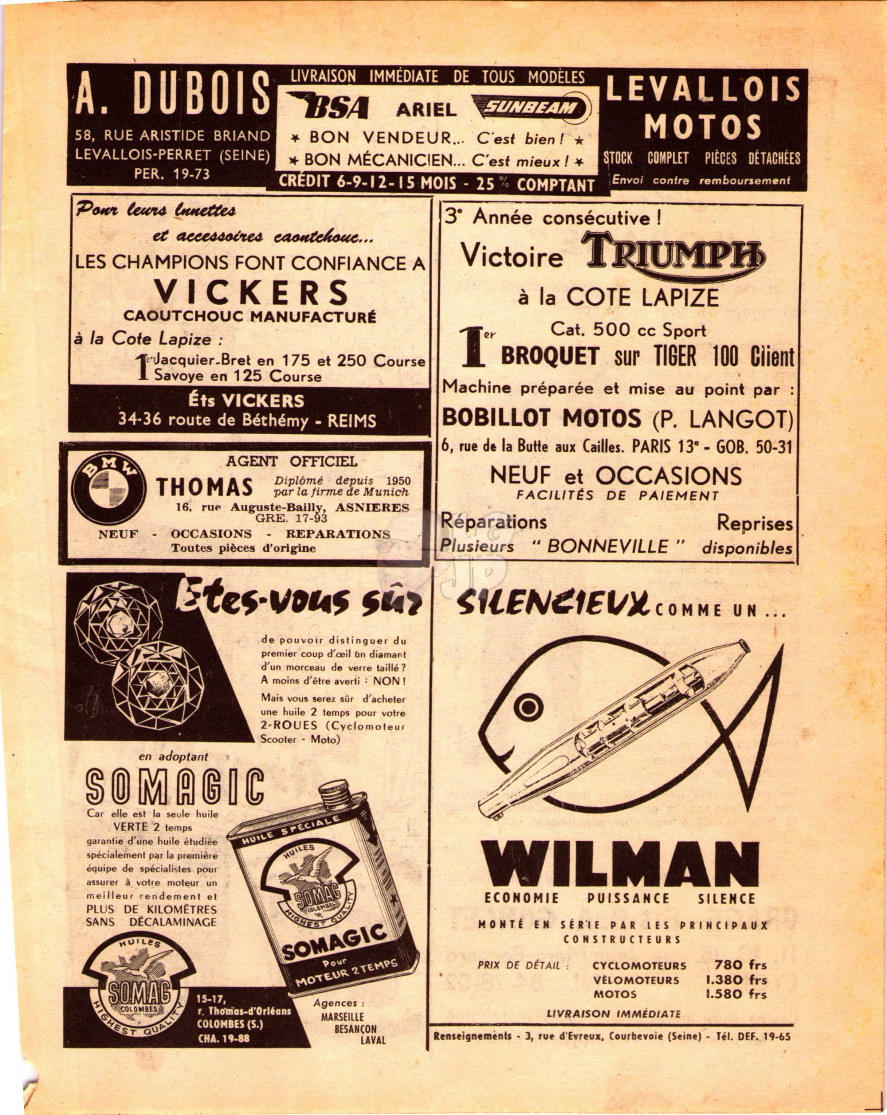 A. DUBOIS
58, RUE ARISTIDE BRIAND
LEVALLOIS-PERRET (SEINE)
PER. 19-73
LIVRAISON IMMÉDIATE DE TOUS MODÈLES
BSA ARIEL SUNBEAM
★ BON VENDEUR... C'est bien ! ★
★ BON MÉCANICIEN... C'est mieux ! ★
CRÉDIT 6-9-12-15 MOIS - 25 % COMPTANT
LEVALLOIS
MOTOS
STOCK COMPLET PIÈCES DÉTACHÉES
Envoi contre remboursement
Pour leurs lunettes
et accessoires caoutchouc...
LES CHAMPIONS FONT CONFIANCE A
VICKERS
CAOUTCHOUC MANUFACTURÉ
à la Cote Lapize :
1er Jacquier-Bret en 175 et 250 Course
Savoye en 125 Course
Éts VICKERS
34-36 route de Béthémy - REIMS
BMW
AGENT OFFICIEL
THOMAS Diplômé depuis 1950
par la firme de Munich
16, rue Auguste-Bailly, ASNIERES
GRE. 17-93
NEUF - OCCASIONS - REPARATIONS
Toutes pièces d'origine
3e Année consécutive !
Victoire TRIUMPH
à la COTE LAPIZE
Cat. 500 cc Sport
1er BROQUET sur TIGER 100 Client
Machine préparée et mise au point par :
BOBILLOT MOTOS (P. LANGOT)
6, rue de la Butte aux Cailles. PARIS 13e - GOB. 50-31
NEUF et OCCASIONS
FACILITÉS DE PAIEMENT
Réparations Reprises
Plusieurs " BONNEVILLE " disponibles
Etes-vous sûr
de pouvoir distinguer du
premier coup d'œil un diamant
d'un morceau de verre taillé ?
A moins d'être averti : NON !
Mais vous serez sûr d'acheter
une huile 2 temps pour votre
2-ROUES (Cyclomoteur
Scooter - Moto)
en adoptant
SOMAGIC
Car elle est la seule huile
VERTE 2 temps
garantie d'une huile étudiée
spécialement par la première
équipe de spécialistes pour
assurer à votre moteur un
meilleur rendement et
PLUS DE KILOMÈTRES
SANS DÉCALAMINAGE
HUILE SPÉCIALE
HUILES
SOMAG
COLOMBES
HIGHEST QUALITY
SOMAGIC
Pour
MOTEUR 2 TEMPS
HUILES
SOMAG
COLOMBES
HIGHEST QUALITY
15-17,
r. Thomas-d'Orléans
COLOMBES (S.)
CHA. 19-88
Agences :
MARSEILLE
BESANÇON
LAVAL
SILENCIEUX COMME UN ...
WILMAN
ECONOMIE PUISSANCE SILENCE
MONTÉ EN SÉRIE PAR LES PRINCIPAUX
CONSTRUCTEURS
PRIX DE DÉTAIL : CYCLOMOTEURS 780 frs
VÉLOMOTEURS 1.380 frs
MOTOS 1.580 frs
LIVRAISON IMMÉDIATE
Renseignements - 3, rue d'Evreux, Courbevoie (Seine) - Tél. DEF. 19-65